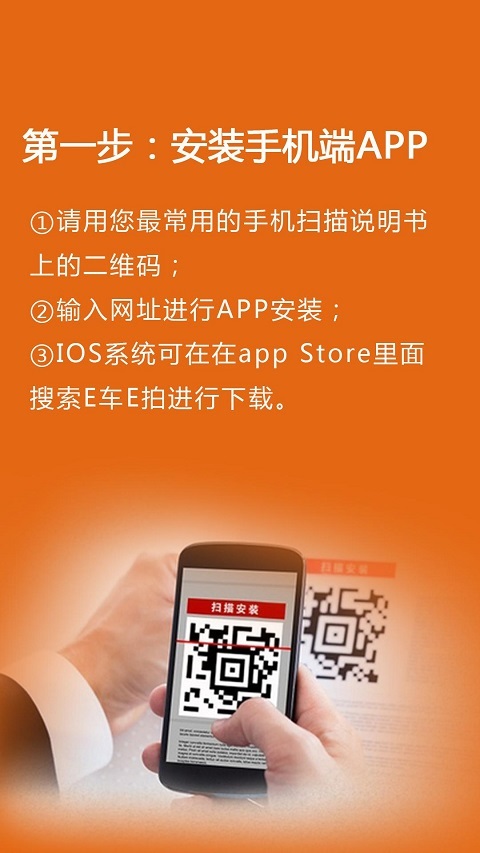 第一步：安装手机端APP
①请用您最常用的手机扫描说明书
上的二维码；
②输入网址进行APP安装；
③IOS系统可在在app Store里面
搜索E车E拍进行下载。
扫描安装
扫描安装